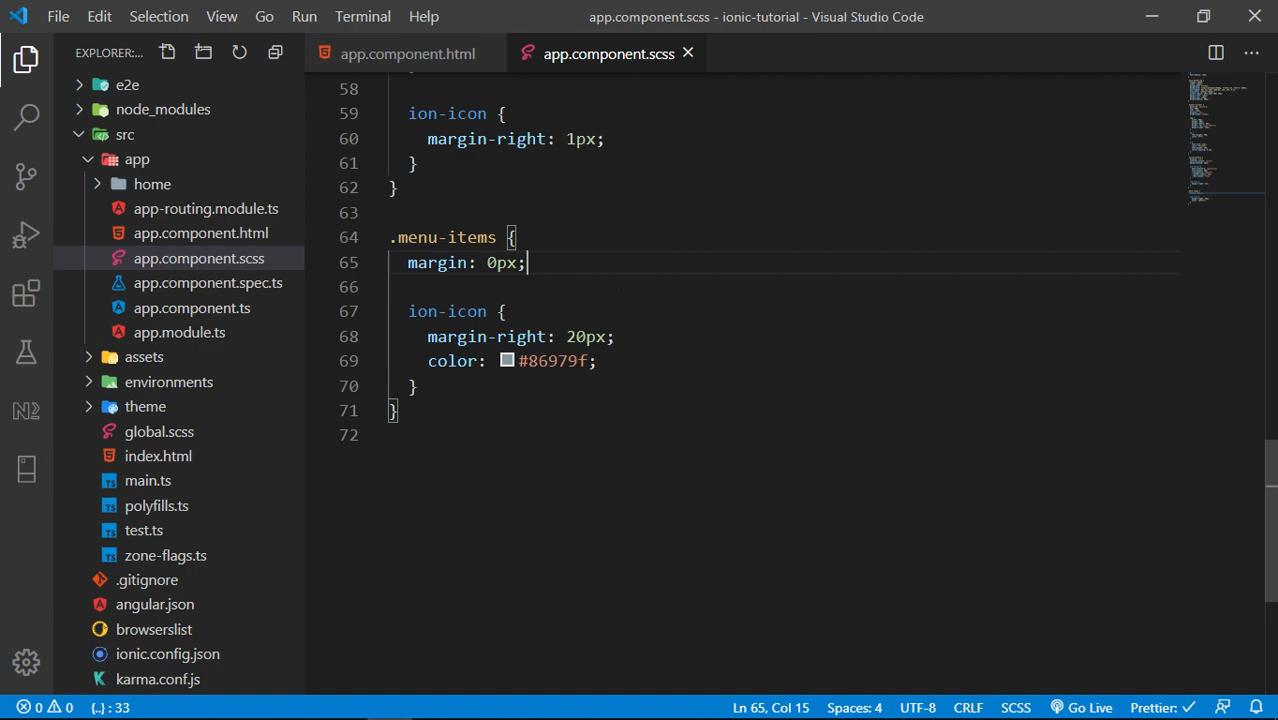 File Edit Selection View Go Run Terminal Help
app.component.scss - ionic-tutorial - Visual Studio Code
EXPLORER:...
app.component.html
app.component.scss
e2e
node_modules
src
app
home
app-routing.module.ts
app.component.html
app.component.scss
app.component.spec.ts
app.component.ts
app.module.ts
assets
environments
theme
global.scss
index.html
main.ts
polyfills.ts
test.ts
zone-flags.ts
.gitignore
angular.json
browserslist
ionic.config.json
karma.conf.js
58
59 ion-icon {
60 margin-right: 1px;
61 }
62 }
63
64 .menu-items {
65 margin: 0px;
66
67 ion-icon {
68 margin-right: 20px;
69 color: #86979f;
70 }
71 }
72
0 0 {..} : 33 Ln 65, Col 15 Spaces: 4 UTF-8 CRLF SCSS Go Live Prettier: ✓